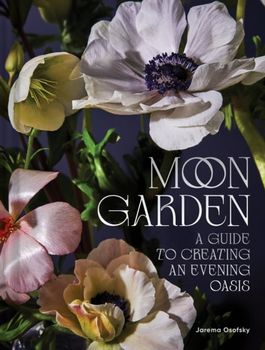 MOON
GARDEN
A GUIDE
TO CREATING
AN EVENING
OASIS
Jarema Osofsky